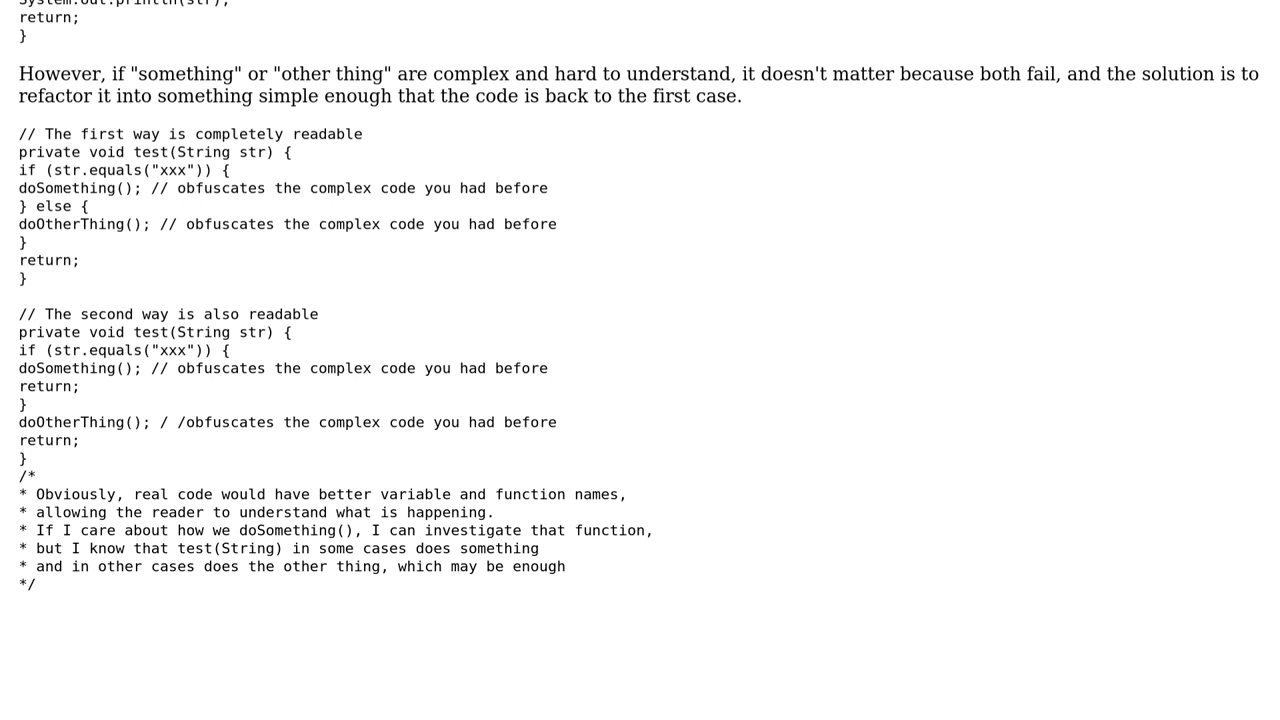 System.out.println(str);
return;
}
However, if "something" or "other thing" are complex and hard to understand, it doesn't matter because both fail, and the solution is to
refactor it into something simple enough that the code is back to the first case.
// The first way is completely readable
private void test(String str) {
if (str.equals("xxx")) {
doSomething(); // obfuscates the complex code you had before
} else {
doOtherThing(); // obfuscates the complex code you had before
}
return;
}
// The second way is also readable
private void test(String str) {
if (str.equals("xxx")) {
doSomething(); // obfuscates the complex code you had before
return;
}
doOtherThing(); / /obfuscates the complex code you had before
return;
}
/*
* Obviously, real code would have better variable and function names,
* allowing the reader to understand what is happening.
* If I care about how we doSomething(), I can investigate that function,
* but I know that test(String) in some cases does something
* and in other cases does the other thing, which may be enough
*/